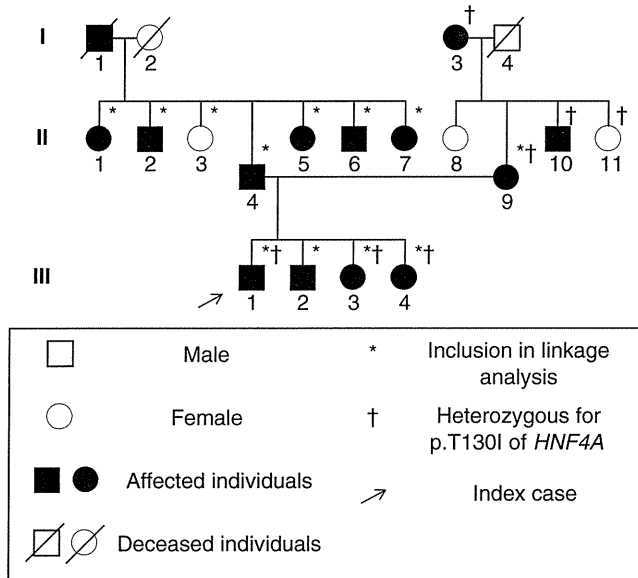 I
†
1 2 3 4
II
* * * * * * * † †
1 2 3 5 6 7 8 10 11
* *†
4 9
III
*† * *† *†
1 2 3 4
Male
* Inclusion in linkage
Female
analysis
† Heterozygous for
p.T130I of HNF4A
Affected individuals
Index case
Deceased individuals